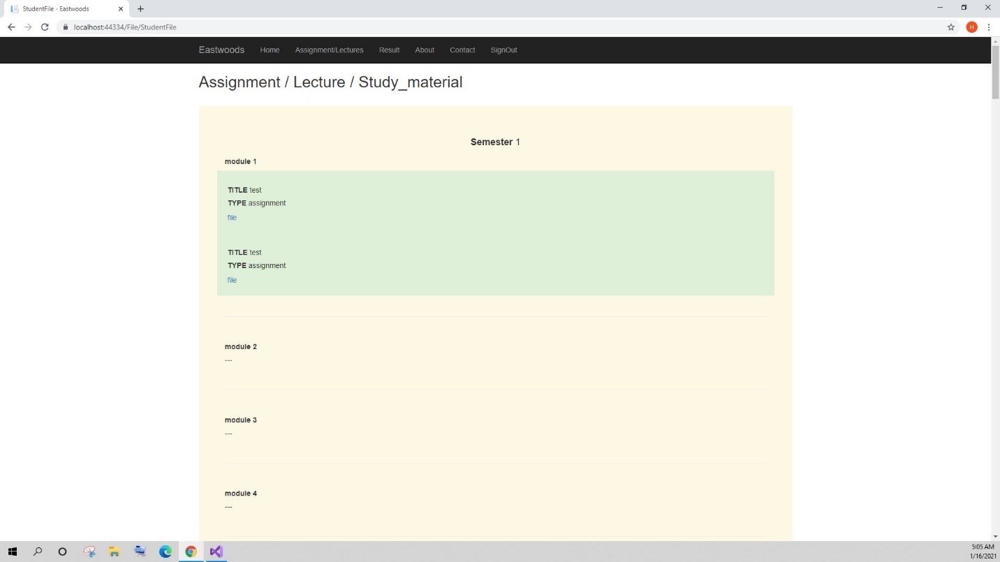 StudentFile - Eastwoods
localhost:44334/File/StudentFile
H
Eastwoods Home Assignment/Lectures Result About Contact SignOut
Assignment / Lecture / Study_material
Semester 1
module 1
TITLE test
TYPE assignment
file
TITLE test
TYPE assignment
file
module 2
---
module 3
---
module 4
---
5:05 AM
1/16/2021